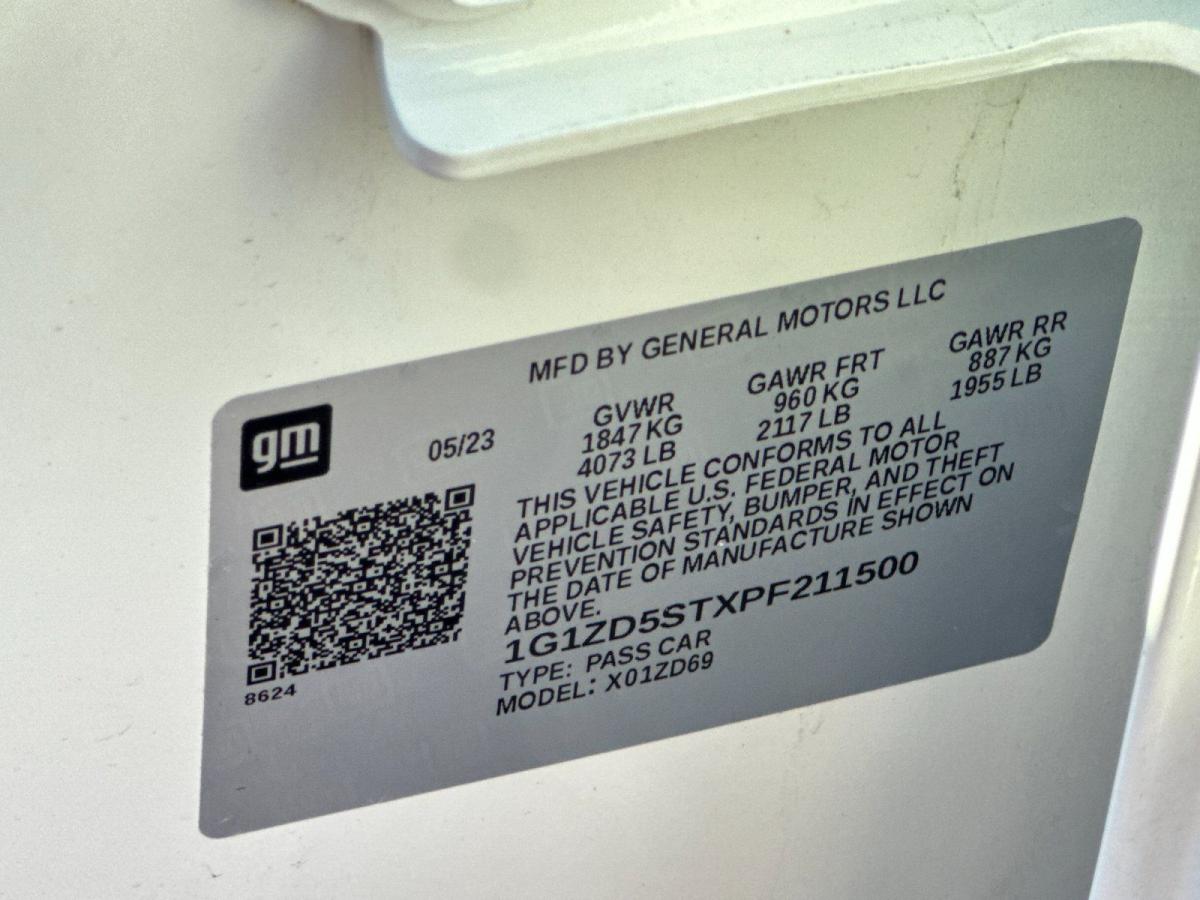 MFD BY GENERAL MOTORS LLC
gm
05/23
GVWR
1847 KG
4073 LB
GAWR FRT
960 KG
2117 LB
GAWR RR
887 KG
1955 LB
THIS VEHICLE CONFORMS TO ALL
APPLICABLE U.S. FEDERAL MOTOR
VEHICLE SAFETY, BUMPER, AND THEFT
PREVENTION STANDARDS IN EFFECT ON
THE DATE OF MANUFACTURE SHOWN
ABOVE.
1G1ZD5STXPF211500
TYPE: PASS CAR
MODEL: X01ZD69
8624